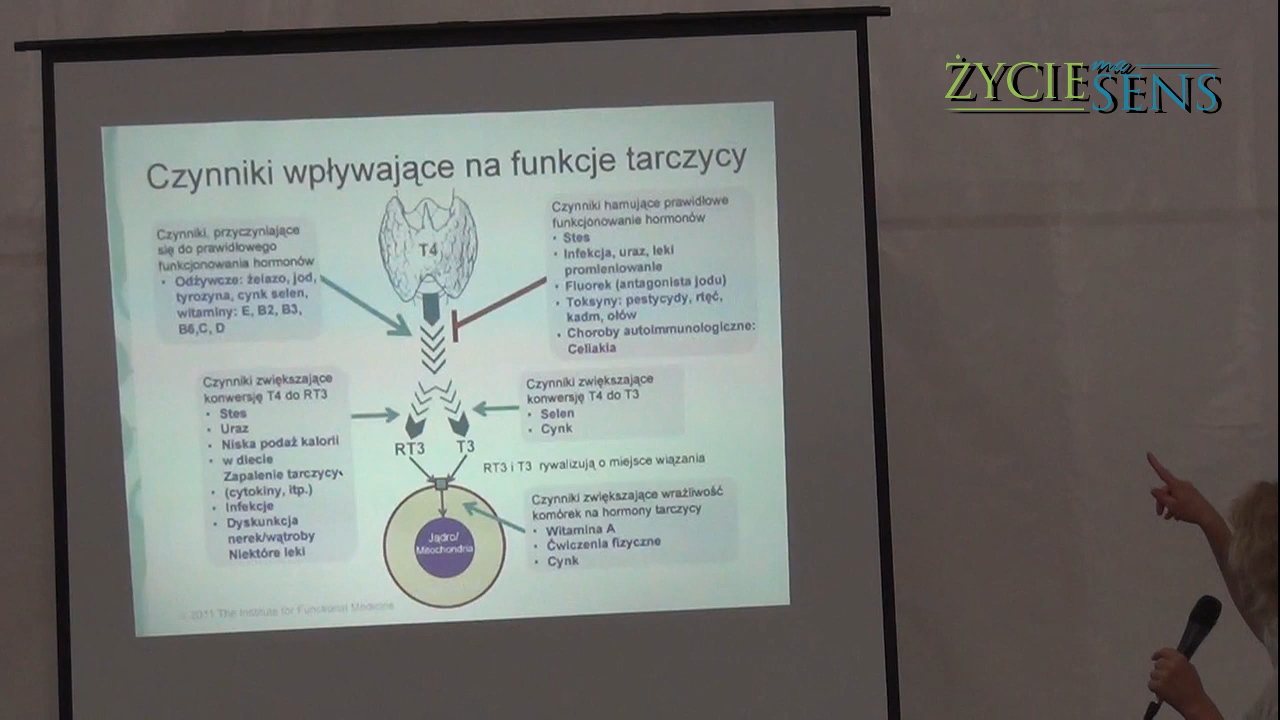 ŻYCIE ma SENS
Czynniki wpływające na funkcje tarczycy
Czynniki, przyczyniające
się do prawidłowego
funkcjonowania hormonów
• Odżywcze: żelazo, jod,
tyrozyna, cynk selen,
witaminy: E, B2, B3,
B6,C, D
T4
Czynniki hamujące prawidłowe
funkcjonowanie hormonów
• Stes
• Infekcja, uraz, leki
promieniowanie
• Fluorek (antagonista jodu)
• Toksyny: pestycydy, rtęć,
kadm, ołów
• Choroby autoimmunologiczne:
Celiakia
Czynniki zwiększające
konwersję T4 do RT3
• Stes
• Uraz
• Niska podaż kalorii
• w diecie
Zapalenie tarczycy
• (cytokiny, itp.)
• Infekcje
• Dyskunkcja
nerek/wątroby
Niektóre leki
Czynniki zwiększające
konwersję T4 do T3
• Selen
• Cynk
RT3 T3
RT3 i T3 rywalizują o miejsce wiązania
Czynniki zwiększające wrażliwość
komórek na hormony tarczycy
• Witamina A
• Ćwiczenia fizyczne
• Cynk
Jądro/
Mitochondria
© 2011 The Institute for Functional Medicine